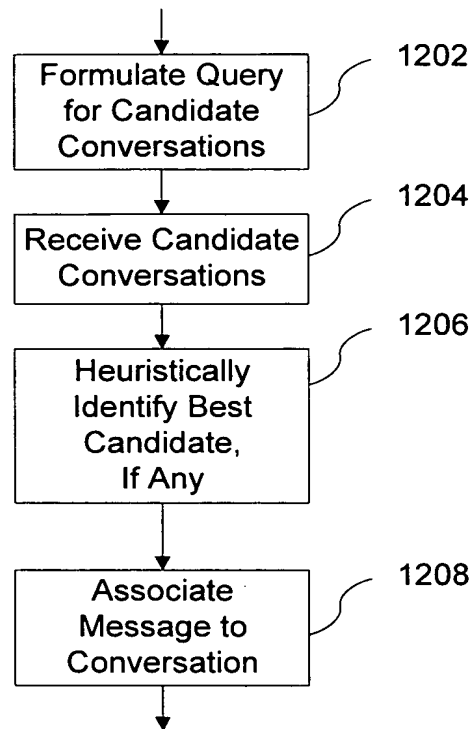 1202
Formulate Query
for Candidate
Conversations
1204
Receive Candidate
Conversations
1206
Heuristically
Identify Best
Candidate,
If Any
1208
Associate
Message to
Conversation